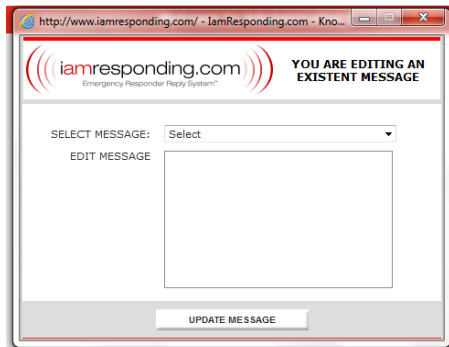 http://www.iamresponding.com/ - IamResponding.com - Kno...
iamresponding.com
Emergency Responder Reply System™
YOU ARE EDITING AN
EXISTENT MESSAGE
SELECT MESSAGE: Select
EDIT MESSAGE
UPDATE MESSAGE